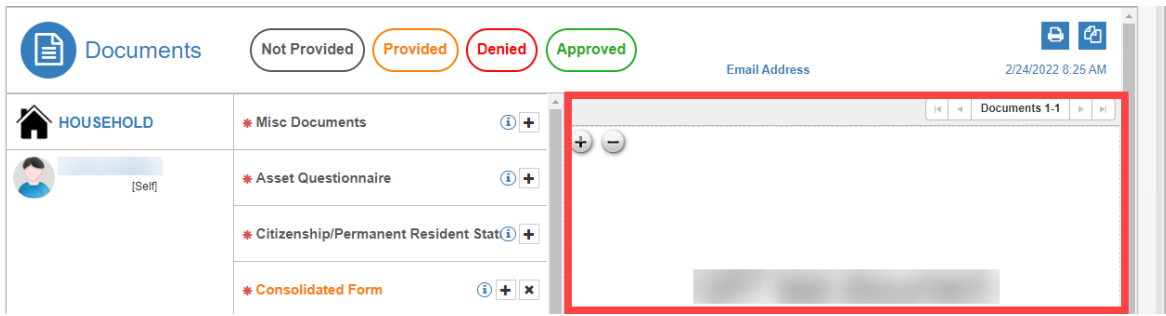 Documents
Not Provided
Provided
Denied
Approved
Email Address
2/24/2022 8:25 AM
HOUSEHOLD
[Self]
Misc Documents
Asset Questionnaire
Citizenship/Permanent Resident Stat
Consolidated Form
Documents 1-1